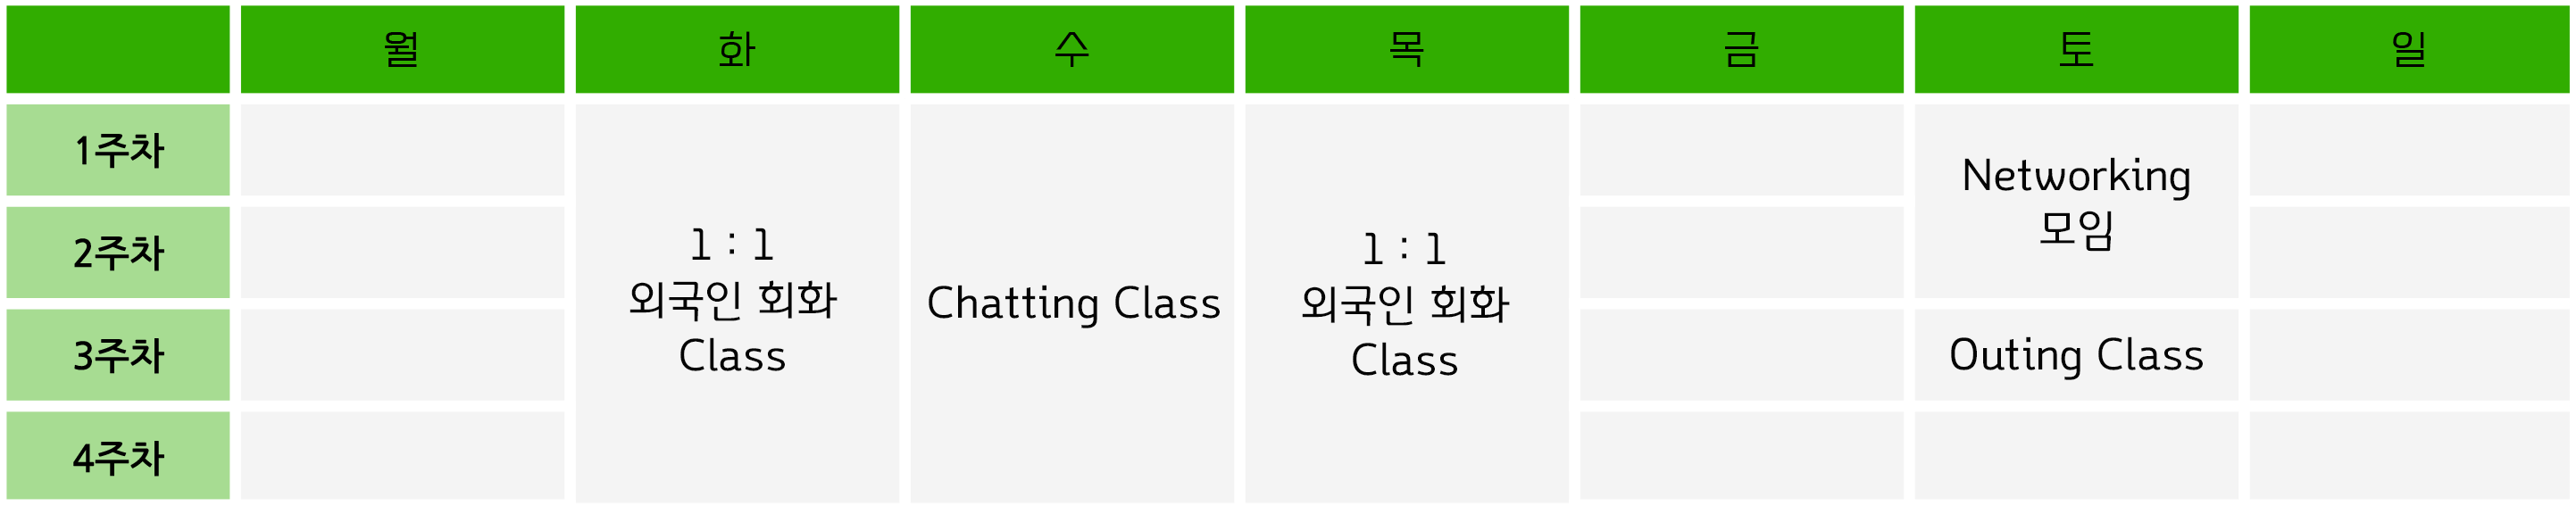 월 화 수 목 금 토 일
1주차
2주차
3주차
4주차
1 : 1
외국인 회화
Class
Chatting Class
1 : 1
외국인 회화
Class
Networking
모임
Outing Class